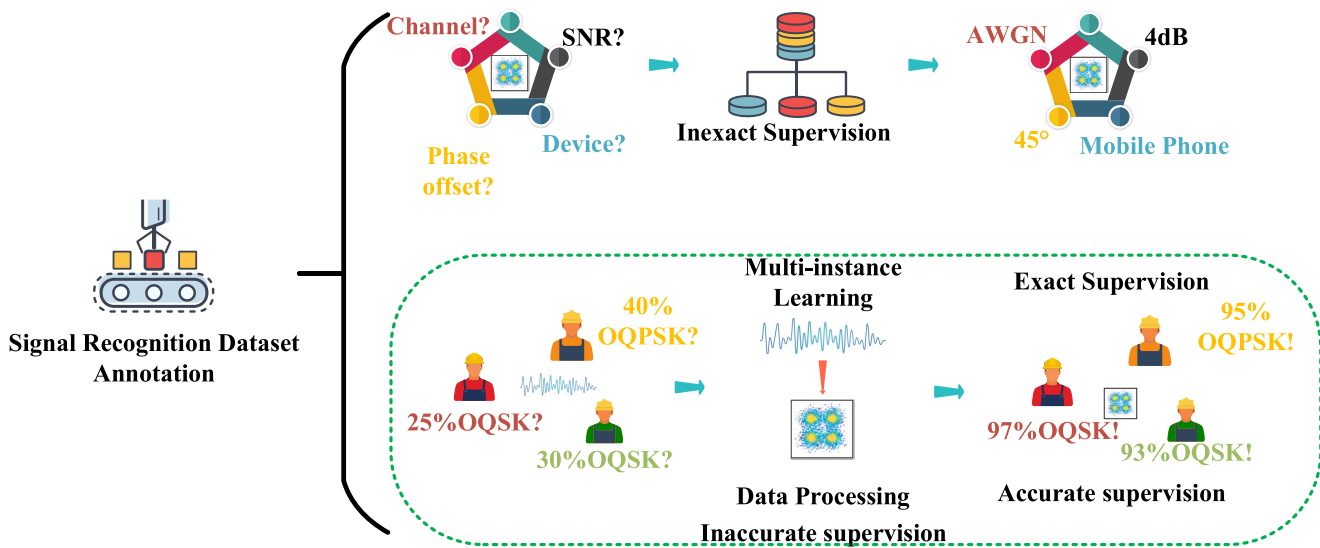 Channel?
SNR?
Phase
offset?
Device?
Inexact Supervision
AWGN
4dB
45°
Mobile Phone
Signal Recognition Dataset
Annotation
40%
OQPSK?
25%OQSK?
30%OQSK?
Multi-instance
Learning
Data Processing
Inaccurate supervision
Exact Supervision
95%
OQPSK!
97%OQSK!
93%OQSK!
Accurate supervision